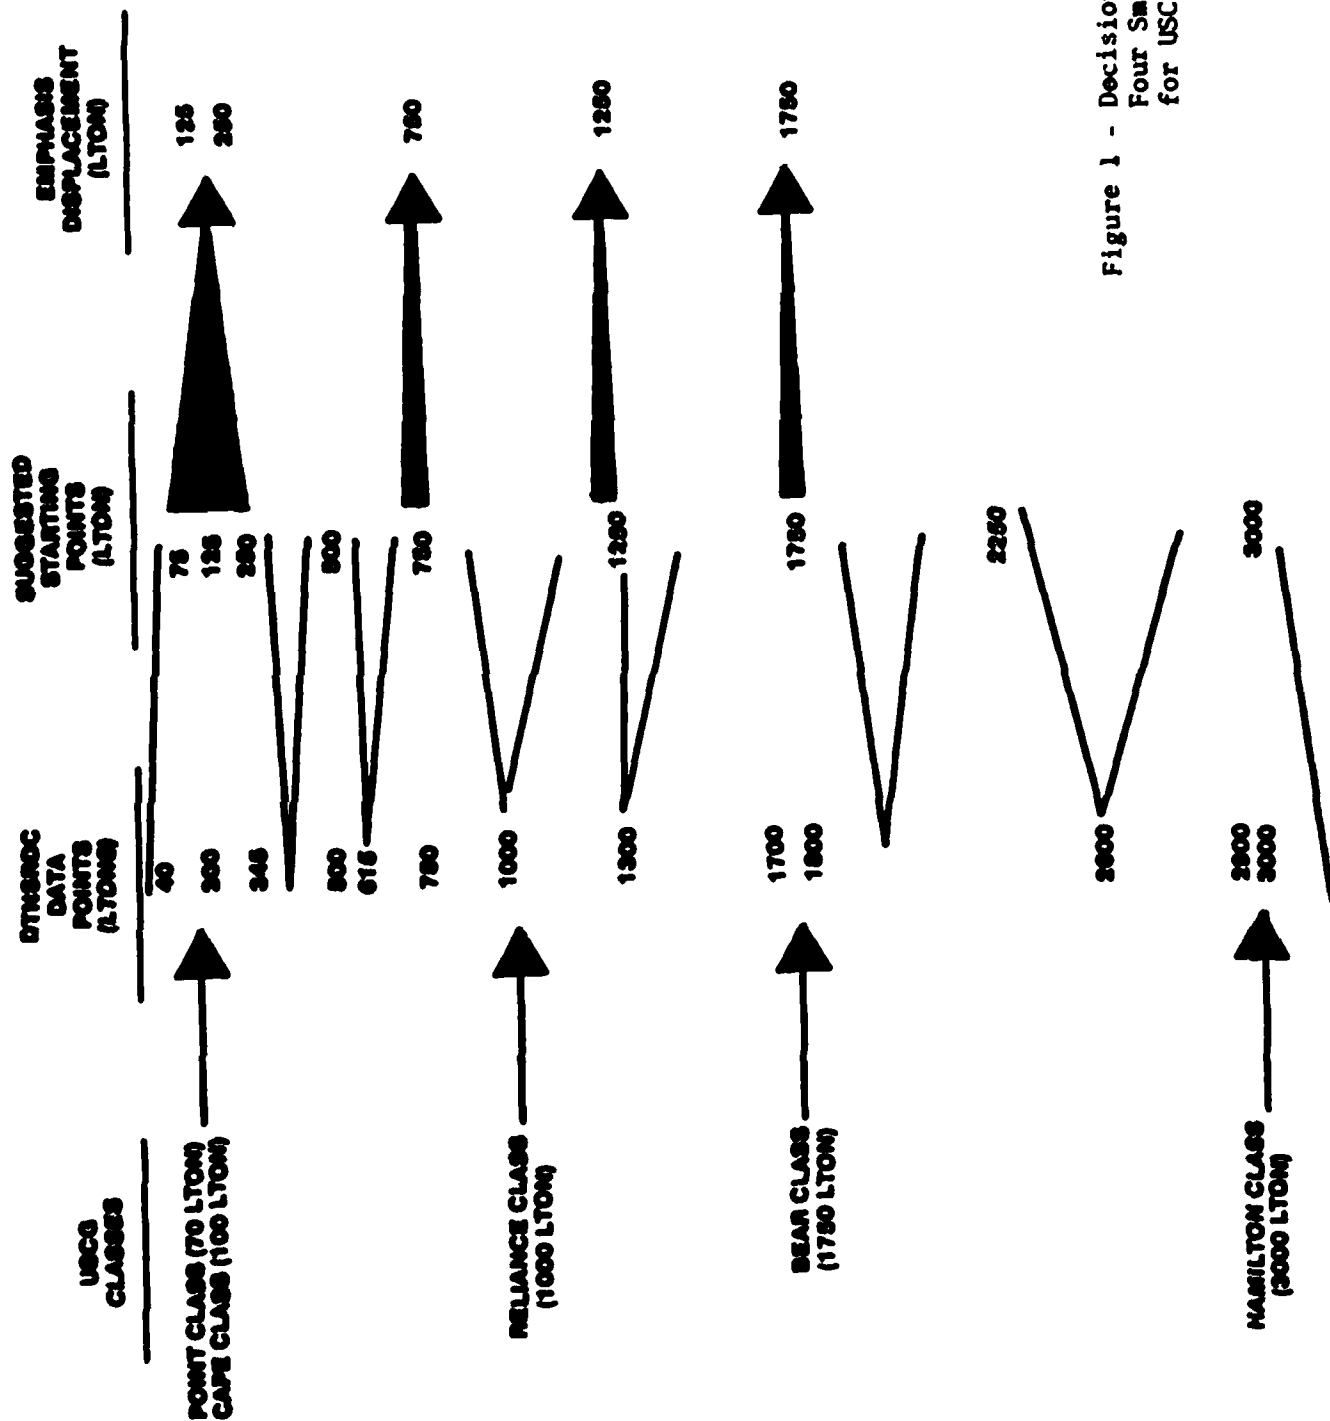 USCG
CLASSES
POINT CLASS (70 LTON)
CAPE CLASS (100 LTON)
RELIANCE CLASS
(1000 LTON)
BEAR CLASS
(1750 LTON)
HAMILTON CLASS
(3000 LTON)
DTNSRDC
DATA
POINTS
(LTONS)
40
200
345
500
615
750
1000
1300
1700
1800
2600
2900
3000
SUGGESTED
STARTING
POINTS
(LTON)
75
125
250
500
750
1250
1750
2250
3000
EMPHASIS
DISPLACEMENT
(LTON)
125
250
750
1250
1750
Figure 1 - Decisio
Four Sm
for USC